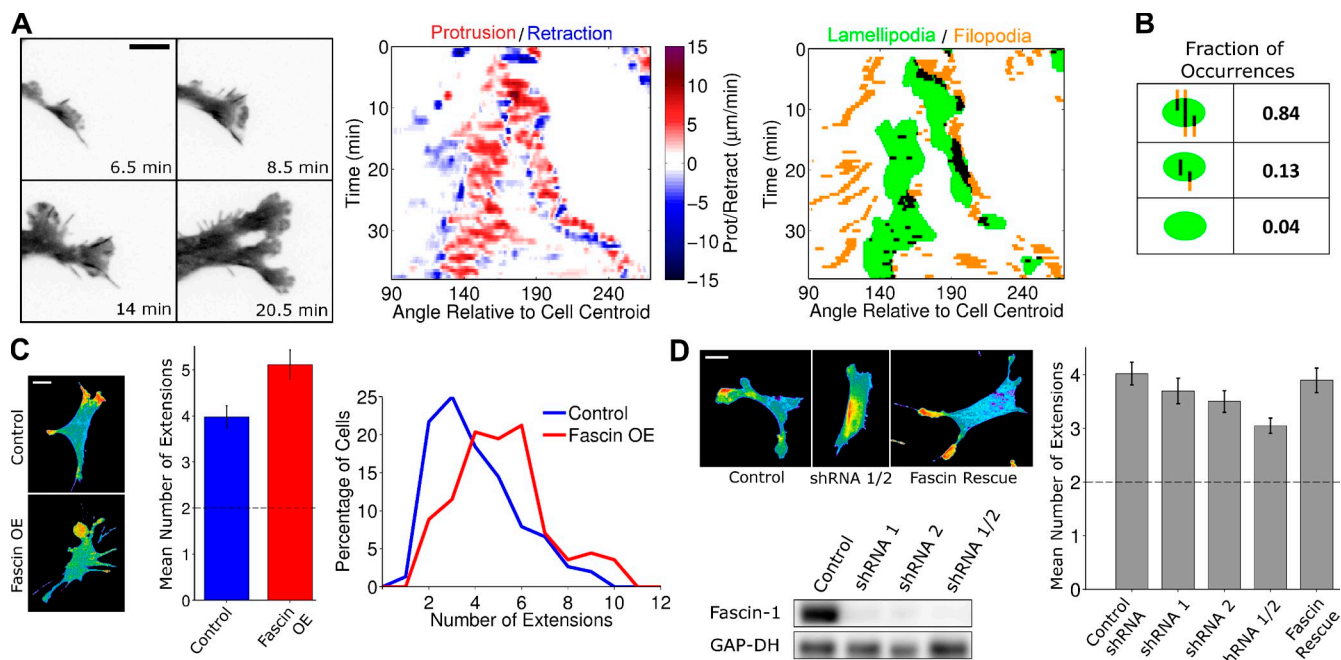 A
6.5 min
8.5 min
14 min
20.5 min
Protrusion/Retraction
0
10
20
30
Time (min)
90
140
190
240
Angle Relative to Cell Centroid
15
10
5
0
−5
−10
−15
Prot/Retract (μm/min)
Lamellipodia/Filopodia
0
10
20
30
Time (min)
90
140
190
240
Angle Relative to Cell Centroid
B
Fraction of
Occurrences
0.84
0.13
0.04
C
Control
Fascin OE
Mean Number of Extensions
5
4
3
2
1
0
Control
Fascin
OE
Percentage of Cells
25
20
15
10
5
0
2
4
6
8
10
12
Number of Extensions
Control
Fascin OE
D
Control
shRNA 1/2
Fascin Rescue
Control
shRNA 1
shRNA 2
shRNA 1/2
Fascin-1
GAP-DH
Mean Number of Extensions
4
3
2
1
0
Control
shRNA
shRNA 1
shRNA 2
shRNA 1/2
Fascin
Rescue